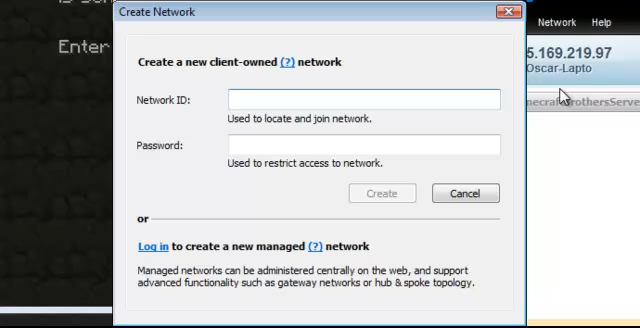 Create Network
Network Help
Enter
5.169.219.97
Oscar-Lapto
Create a new client-owned (?) network
Network ID:
Used to locate and join network.
Password:
Used to restrict access to network.
Create Cancel
or
Log in to create a new managed (?) network
Managed networks can be administered centrally on the web, and support
advanced functionality such as gateway networks or hub & spoke topology.